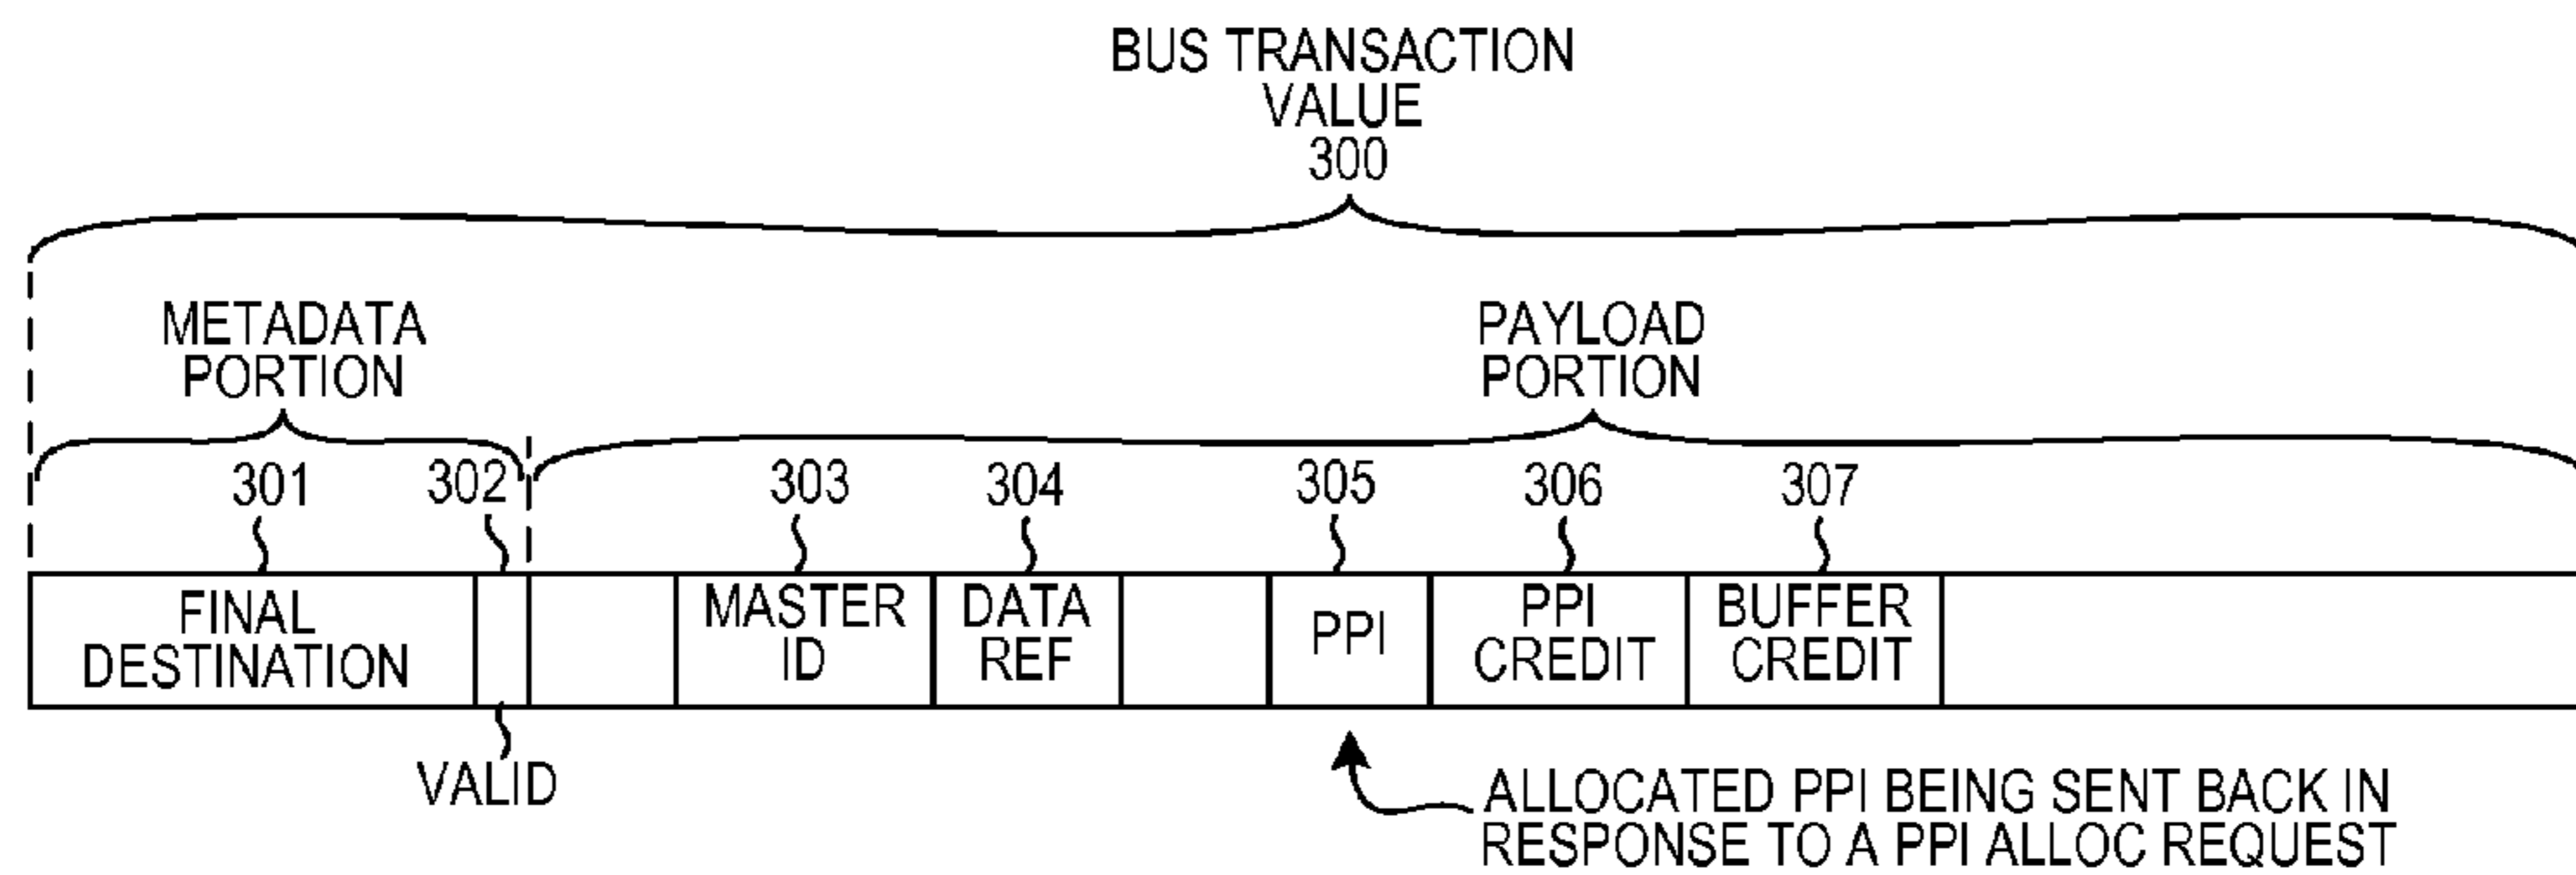 BUS TRANSACTION
VALUE
300
METADATA
PORTION
PAYLOAD
PORTION
301
302
303
304
305
306
307
FINAL
DESTINATION
MASTER
ID
DATA
REF
PPI
PPI
CREDIT
BUFFER
CREDIT
VALID
ALLOCATED PPI BEING SENT BACK IN
RESPONSE TO A PPI ALLOC REQUEST